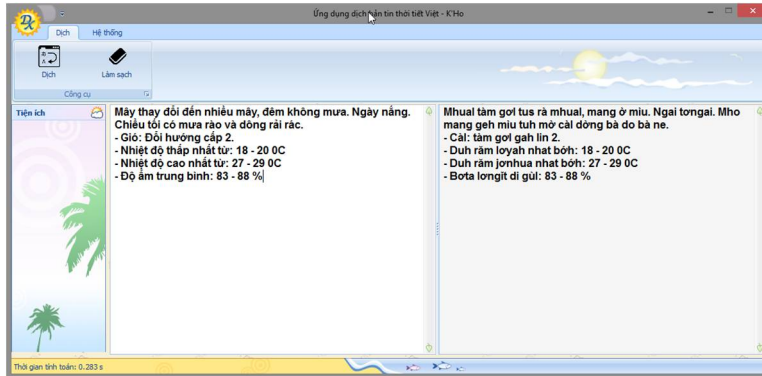 Ứng dụng dịch bản tin thời tiết Việt - K'Ho
Dịch
Hệ thống
Dịch
Làm sạch
Công cụ
Tiện ích
Mây thay đổi đến nhiều mây, đêm không mưa. Ngày nắng.
Chiều tối có mưa rào và dông rải rác.
- Gió: Đổi hướng cấp 2.
- Nhiệt độ thấp nhất từ: 18 - 20 0C
- Nhiệt độ cao nhất từ: 27 - 29 0C
- Độ ẩm trung bình: 83 - 88 %
Mhual tàm gơl tus rà mhual, mang ở miu. Ngai tơngai. Mho
mang geh miu tuh mờ càl dờng bà do bà ne.
- Càl: tàm gơl gah lin 2.
- Duh răm lơyah nhat bơ̆h: 18 - 20 0C
- Duh răm jơnhua nhat bơ̆h: 27 - 29 0C
- Bơta lơngĭt di gùl: 83 - 88 %
Thời gian tính toán: 0.283 s